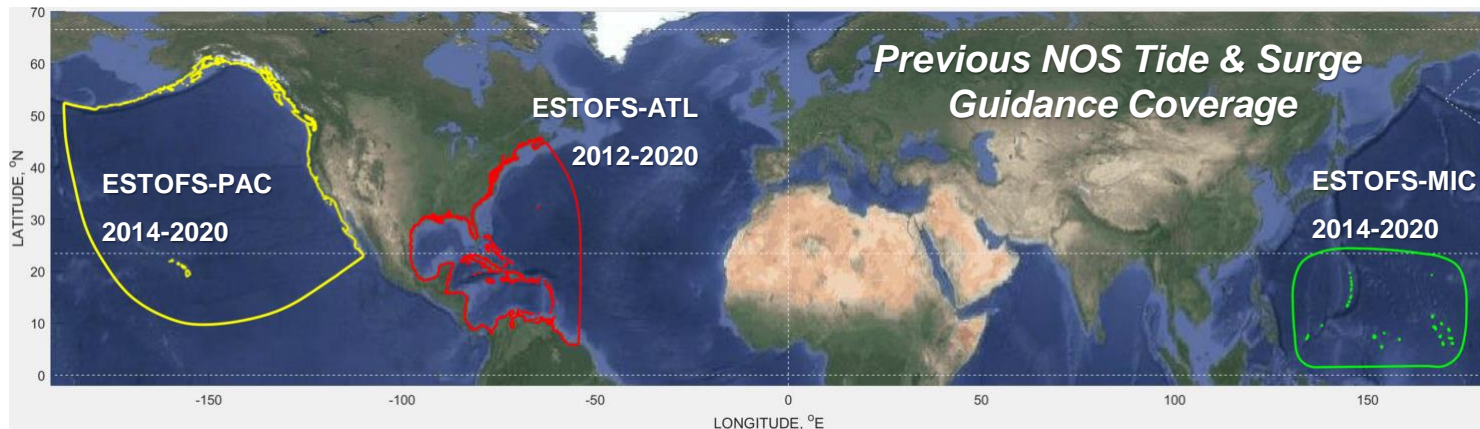 Previous NOS Tide & Surge
Guidance Coverage
ESTOFS-PAC
2014-2020
ESTOFS-ATL
2012-2020
ESTOFS-MIC
2014-2020
LATITUDE, °N
70
60
50
40
30
20
10
0
-150
-100
-50
0
50
100
150
LONGITUDE, °E